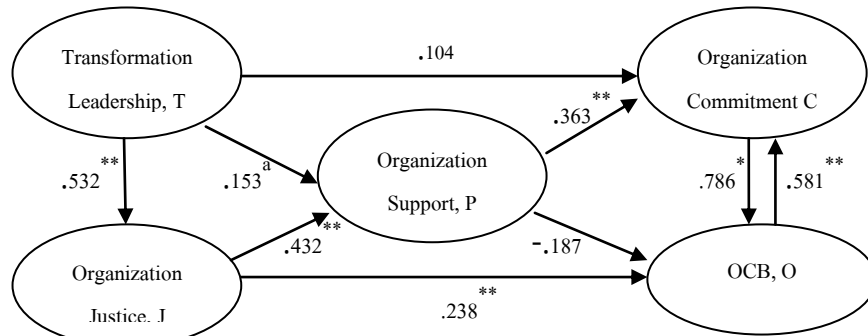 Transformation
Leadership, T
.104
Organization
Commitment C
.363**
Organization
Support, P
.532**
.153a
.786*
.581**
.432**
-.187
Organization
Justice, J
OCB, O
.238**